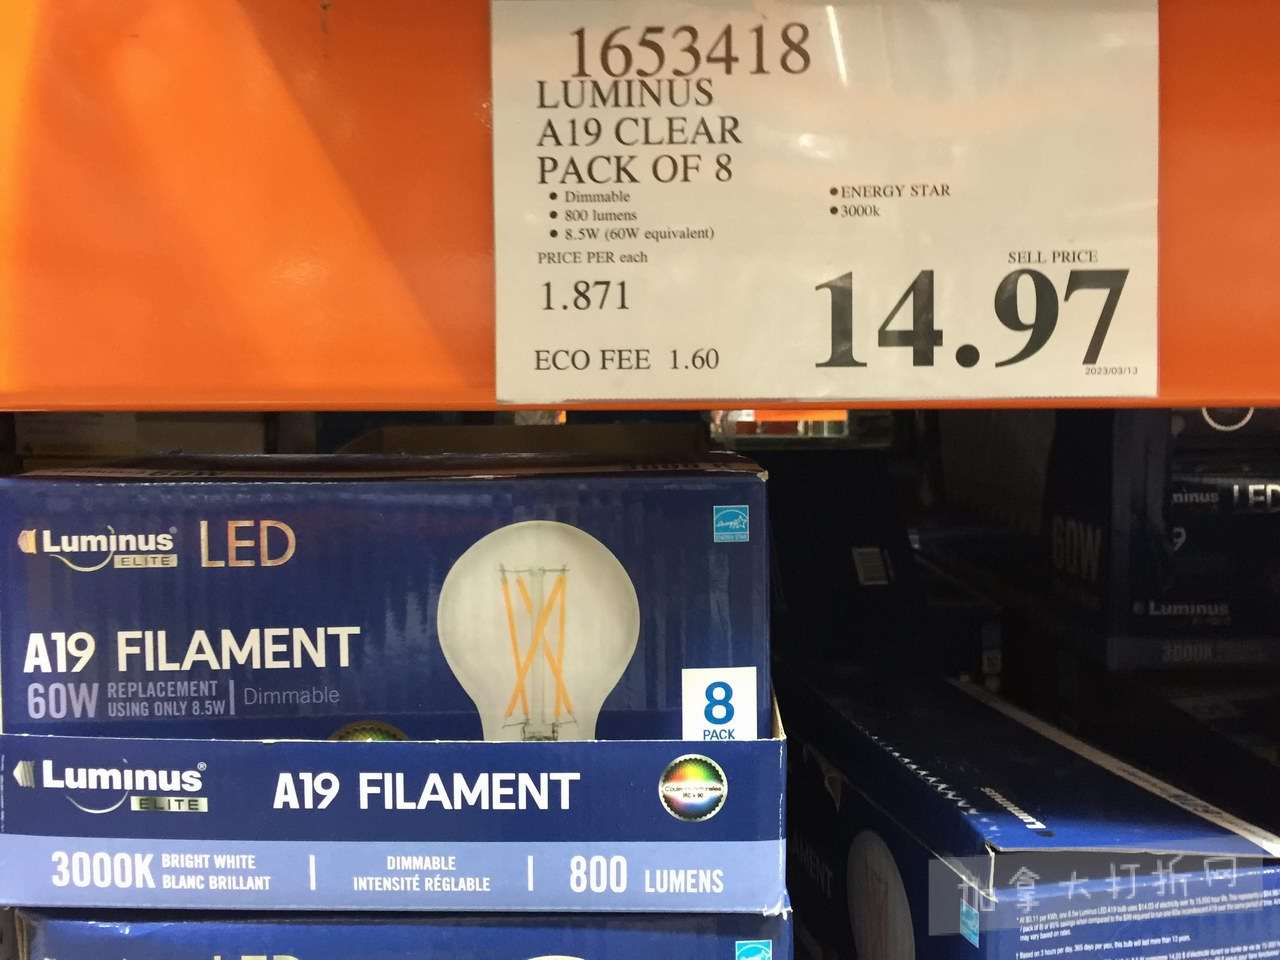 1653418
LUMINUS
A19 CLEAR
PACK OF 8
• Dimmable
• 800 lumens
• 8.5W (60W equivalent)
• ENERGY STAR
• 3000k
PRICE PER each
1.871
SELL PRICE
14.97
ECO FEE 1.60
2023/03/13
Luminus® LED
ELITE
A19 FILAMENT
60W REPLACEMENT
USING ONLY 8.5W | Dimmable
8
PACK
Luminus®
ELITE
A19 FILAMENT
3000K BRIGHT WHITE
BLANC BRILLANT
DIMMABLE
INTENSITÉ RÉGLABLE
800 LUMENS
LED
60W
Luminus
3000K
Luminus
加拿大打折网